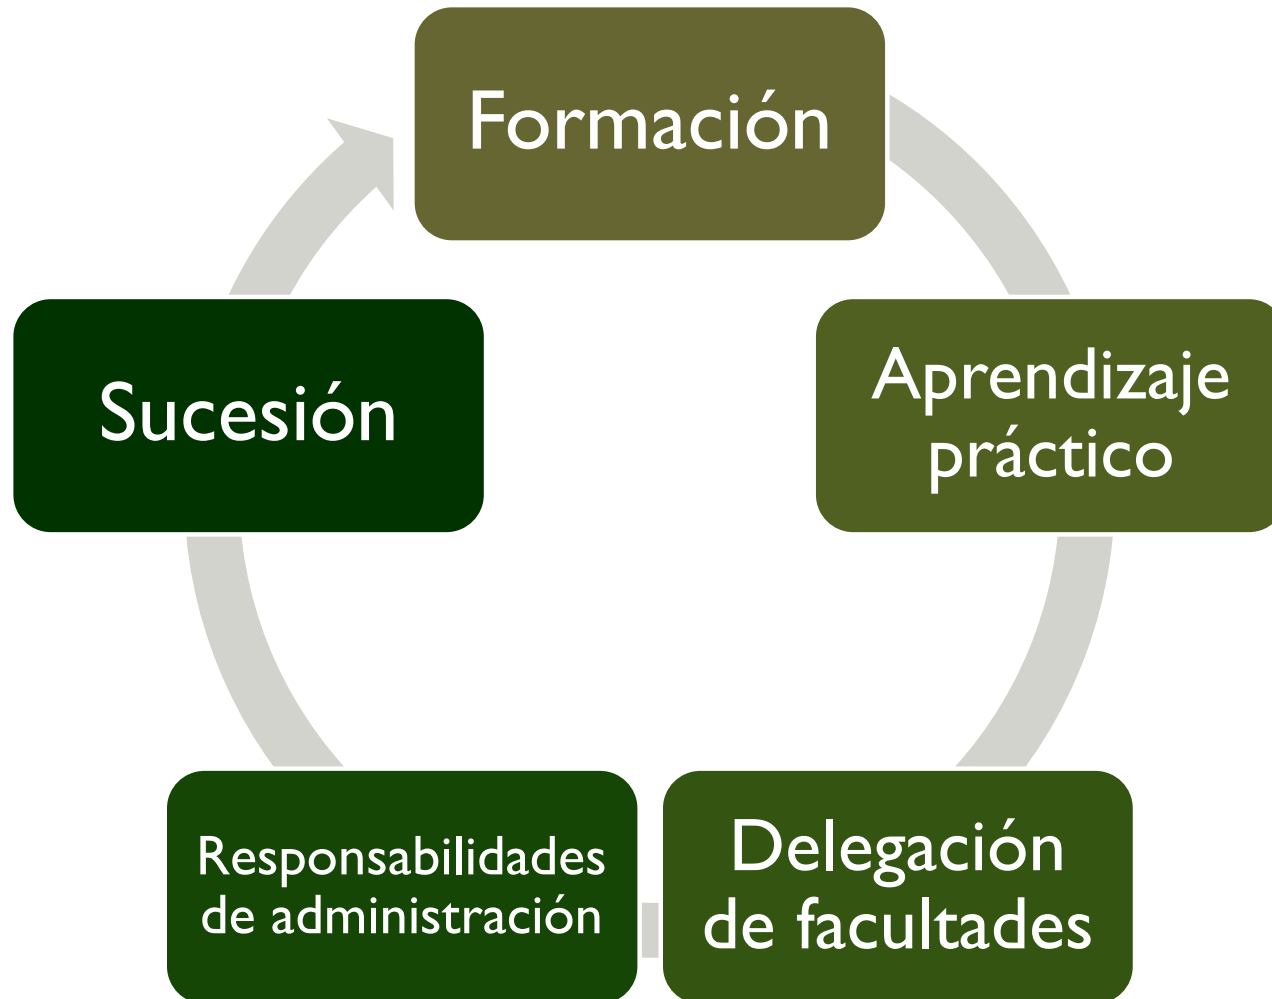 Formación
Aprendizaje
práctico
Delegación
de facultades
Responsabilidades
de administración
Sucesión